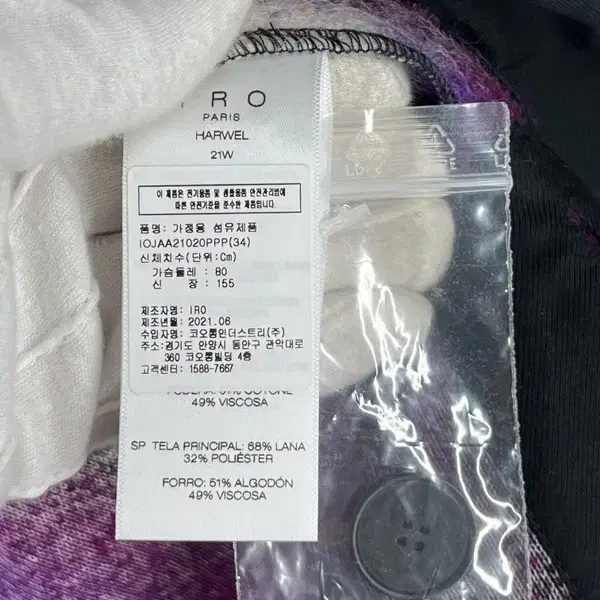 IRO
PARIS
HARWEL
21W
이 제품은 전기용품 및 생활용품 안전관리법에
따른 안전기준을 준수한 제품입니다.
품명: 가정용 섬유제품
IOJAA21020PPP(34)
신체치수(단위:Cm)
가슴둘레 : 80
신 장 : 155
제조자명: IRO
제조년월: 2021.06
수입자명: 코오롱인더스트리(주)
주소:경기도 안양시 동안구 관악대로
360 코오롱빌딩 4층
고객센터: 1588-7667
FODERA: 51% COTONE
49% VISCOSA
SP TELA PRINCIPAL: 68% LANA
32% POLIÉSTER
FORRO: 51% ALGODÓN
49% VISCOSA